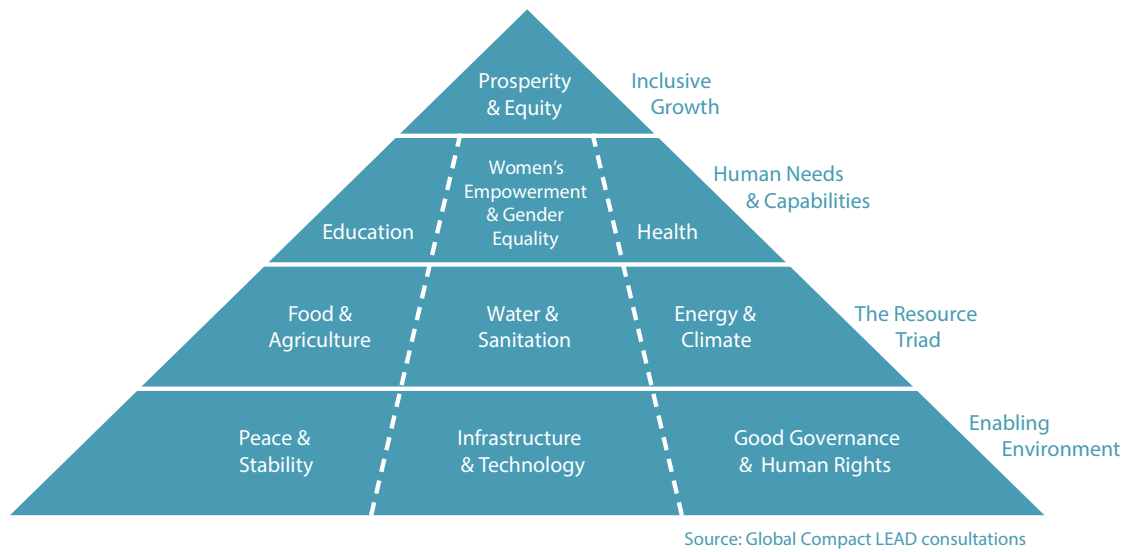 Prosperity
& Equity
Inclusive
Growth
Women's
Empowerment
& Gender
Equality
Education
Health
Human Needs
& Capabilities
Food &
Agriculture
Water &
Sanitation
Energy &
Climate
The Resource
Triad
Peace &
Stability
Infrastructure
& Technology
Good Governance
& Human Rights
Enabling
Environment
Source: Global Compact LEAD consultations